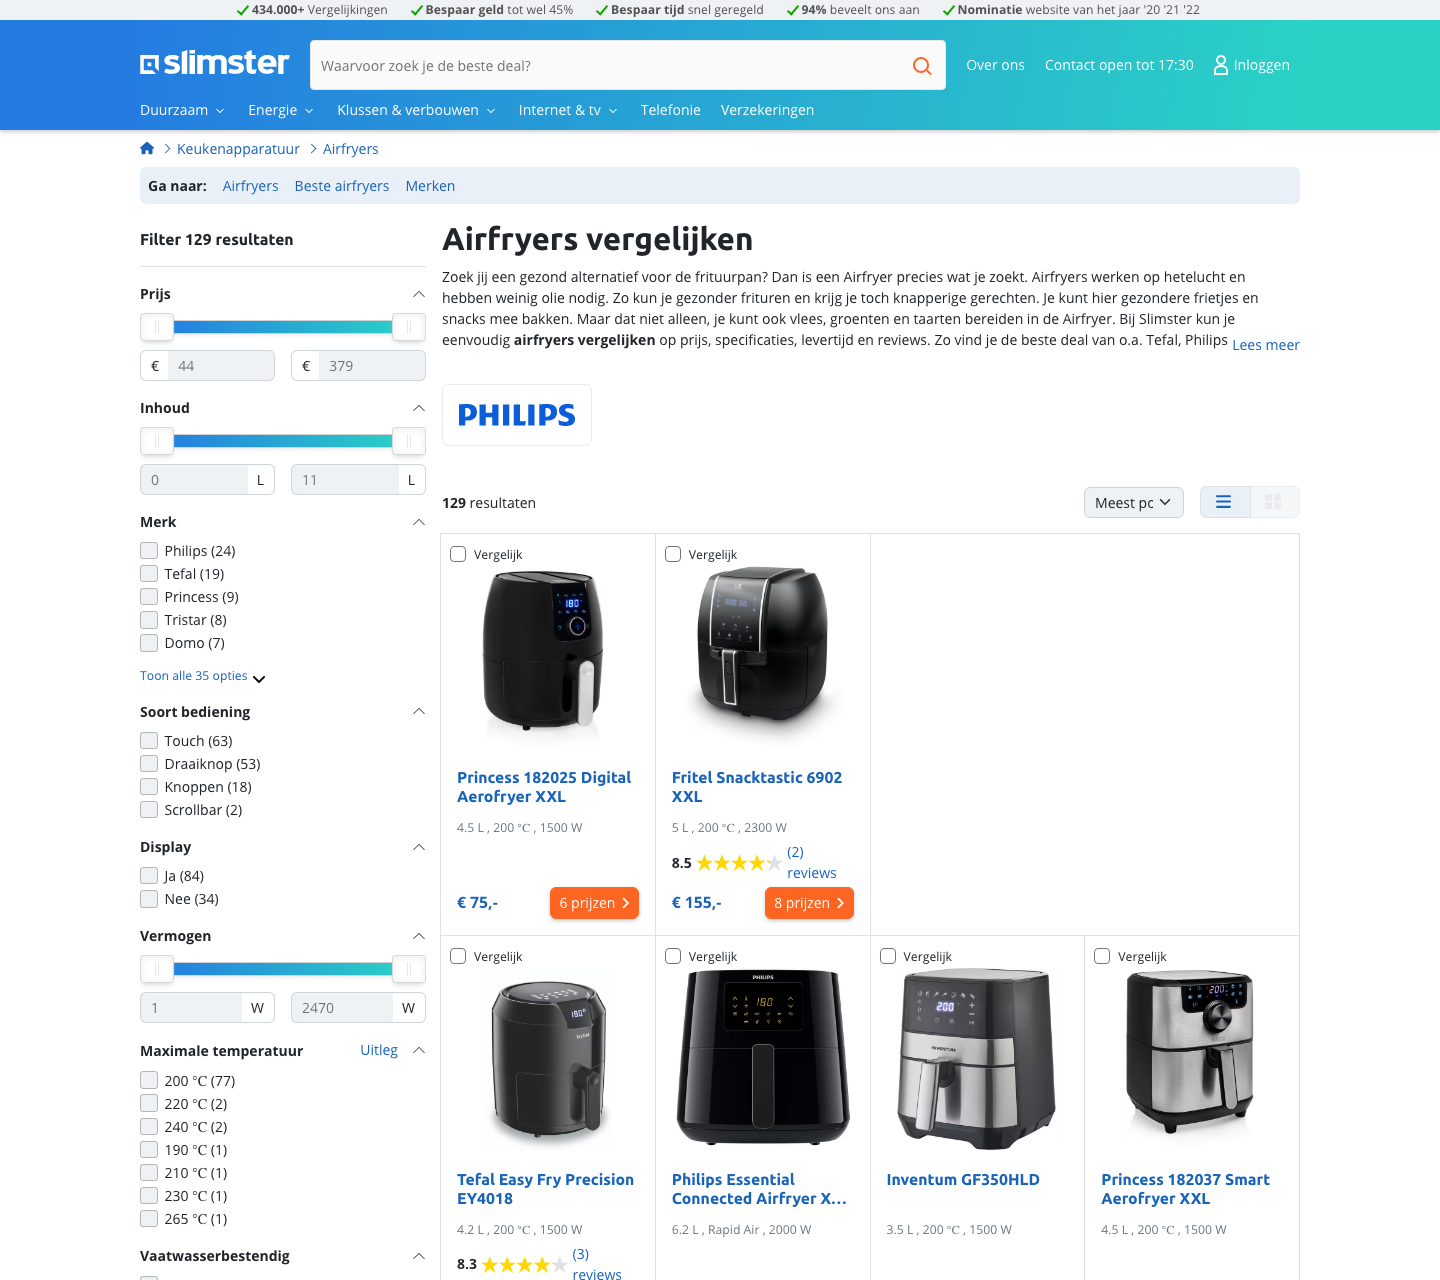 434.000+ Vergelijkingen Bespaar geld tot wel 45% Bespaar tijd snel geregeld 94% beveelt ons aan Nominatie website van het jaar '20 '21 '22
slimster
Waarvoor zoek je de beste deal?
Over ons Contact open tot 17:30 Inloggen
Duurzaam Energie Klussen & verbouwen Internet & tv Telefonie Verzekeringen
Keukenapparatuur Airfryers
Ga naar: Airfryers Beste airfryers Merken
Filter 129 resultaten
Prijs
€ 44 € 379
Inhoud
0 L 11 L
Merk
Philips (24)
Tefal (19)
Princess (9)
Tristar (8)
Domo (7)
Toon alle 35 opties
Soort bediening
Touch (63)
Draaiknop (53)
Knoppen (18)
Scrollbar (2)
Display
Ja (84)
Nee (34)
Vermogen
1 W 2470 W
Maximale temperatuur Uitleg
200 °C (77)
220 °C (2)
240 °C (2)
190 °C (1)
210 °C (1)
230 °C (1)
265 °C (1)
Vaatwasserbestendig
Airfryers vergelijken
Zoek jij een gezond alternatief voor de frituurpan? Dan is een Airfryer precies wat je zoekt. Airfryers werken op hetelucht en
hebben weinig olie nodig. Zo kun je gezonder frituren en krijg je toch knapperige gerechten. Je kunt hier gezondere frietjes en
snacks mee bakken. Maar dat niet alleen, je kunt ook vlees, groenten en taarten bereiden in de Airfryer. Bij Slimster kun je
eenvoudig airfryers vergelijken op prijs, specificaties, levertijd en reviews. Zo vind je de beste deal van o.a. Tefal, Philips Lees meer
PHILIPS
129 resultaten
Meest po
Vergelijk
180
Princess 182025 Digital
Aerofryer XXL
4.5 L , 200 °C , 1500 W
€ 75,-
6 prijzen
Vergelijk
Fritel Snacktastic 6902
XXL
5 L , 200 °C , 2300 W
8.5 (2)
reviews
€ 155,-
8 prijzen
Vergelijk
180
Tefal
Tefal Easy Fry Precision
EY4018
4.2 L , 200 °C , 1500 W
8.3 (3)
reviews
Vergelijk
PHILIPS
180
Philips Essential
Connected Airfryer X...
6.2 L , Rapid Air , 2000 W
Vergelijk
200
INVENTUM
Inventum GF350HLD
3.5 L , 200 °C , 1500 W
Vergelijk
200
Princess 182037 Smart
Aerofryer XXL
4.5 L , 200 °C , 1500 W